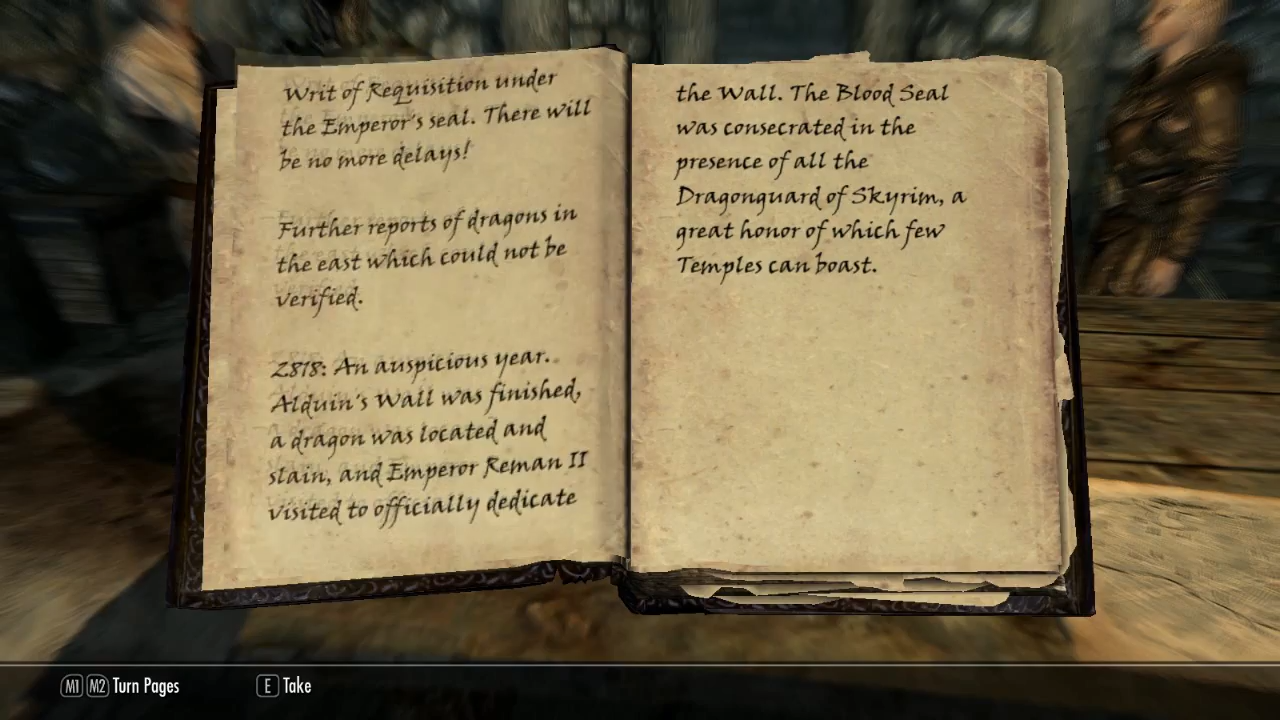 Writ of Requisition under
the Emperor's seal. There will
be no more delays!
Further reports of dragons in
the east which could not be
verified.
2818: An auspicious year.
Alduin's Wall was finished,
a dragon was located and
slain, and Emperor Reman II
visited to officially dedicate
the Wall. The Blood Seal
was consecrated in the
presence of all the
Dragonguard of Skyrim, a
great honor of which few
Temples can boast.
M1 M2 Turn Pages
E Take